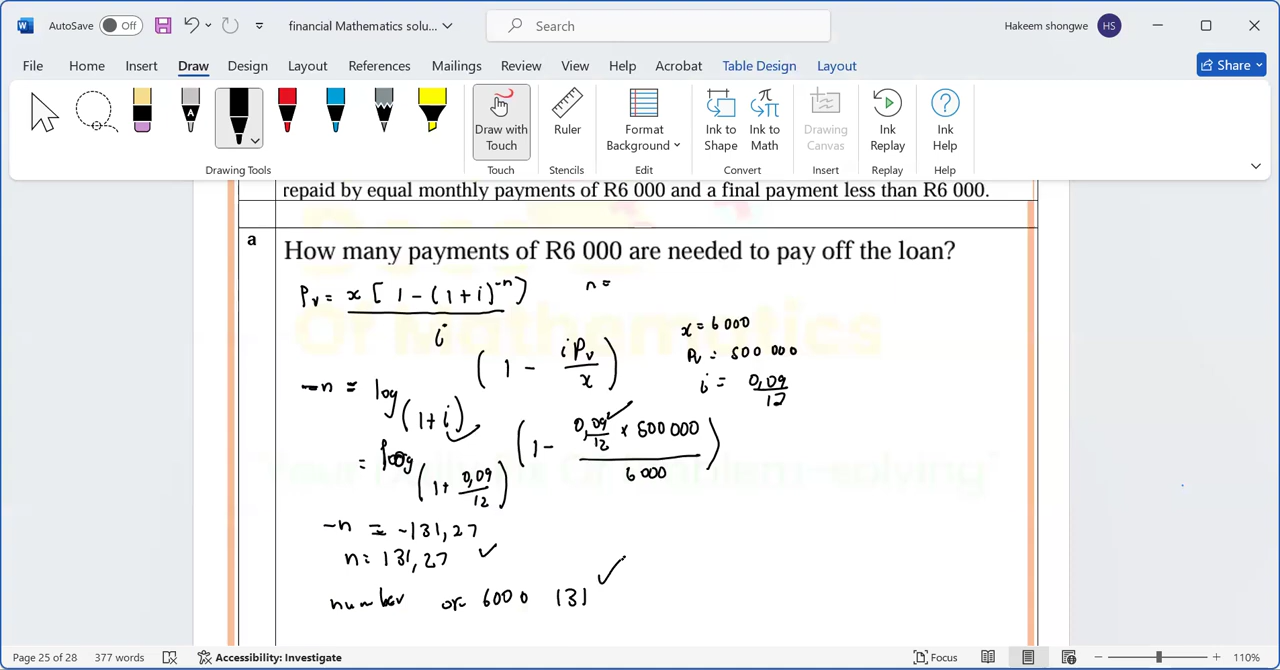 AutoSave Off financial Mathematics solu... Search Hakeem shongwe HS
File Home Insert Draw Design Layout References Mailings Review View Help Acrobat Table Design Layout Share
A
Draw with Touch
Ruler
Format Background
Ink to Shape
Ink to Math
Drawing Canvas
Ink Replay
Ink Help
Drawing Tools Touch Stencils Edit Convert Insert Replay Help
repaid by equal monthly payments of R6 000 and a final payment less than R6 000.
a How many payments of R6 000 are needed to pay off the loan?
Pv = x [ 1 - (1 + i)^-n ] / i
n =
x = 6 000
Pv = 500 000
i = 0,09/12
-n = log (1 + i) (1 - iPv/x)
= log (1 + 0,09/12) (1 - 0,09/12 × 500 000 / 6 000)
-n = -131,27
n = 131,27 ✓
number or 6000 131 ✓
Of Mathematics
Page 25 of 28 377 words Accessibility: Investigate Focus 110%